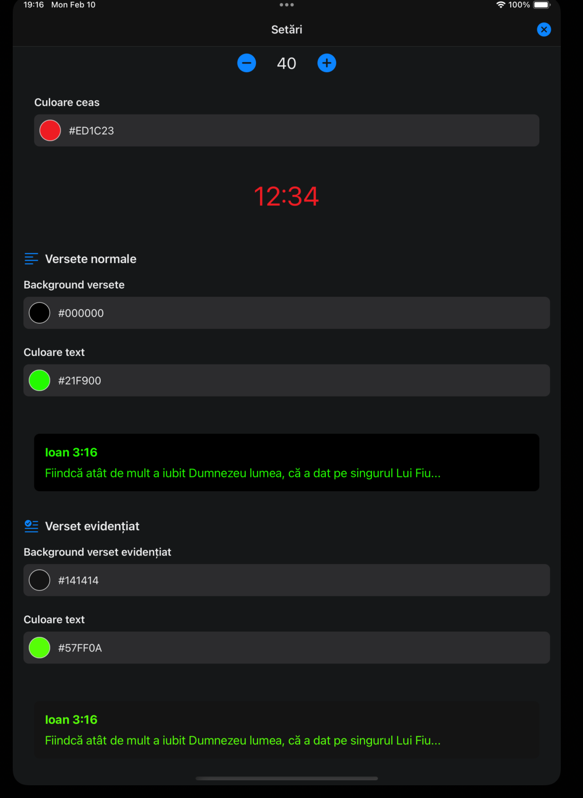 19:16 Mon Feb 10
100%
Setări
40
Culoare ceas
#ED1C23
12:34
Versete normale
Background versete
#000000
Culoare text
#21F900
Ioan 3:16
Fiindcă atât de mult a iubit Dumnezeu lumea, că a dat pe singurul Lui Fiu...
Verset evidențiat
Background verset evidențiat
#141414
Culoare text
#57FF0A
Ioan 3:16
Fiindcă atât de mult a iubit Dumnezeu lumea, că a dat pe singurul Lui Fiu...